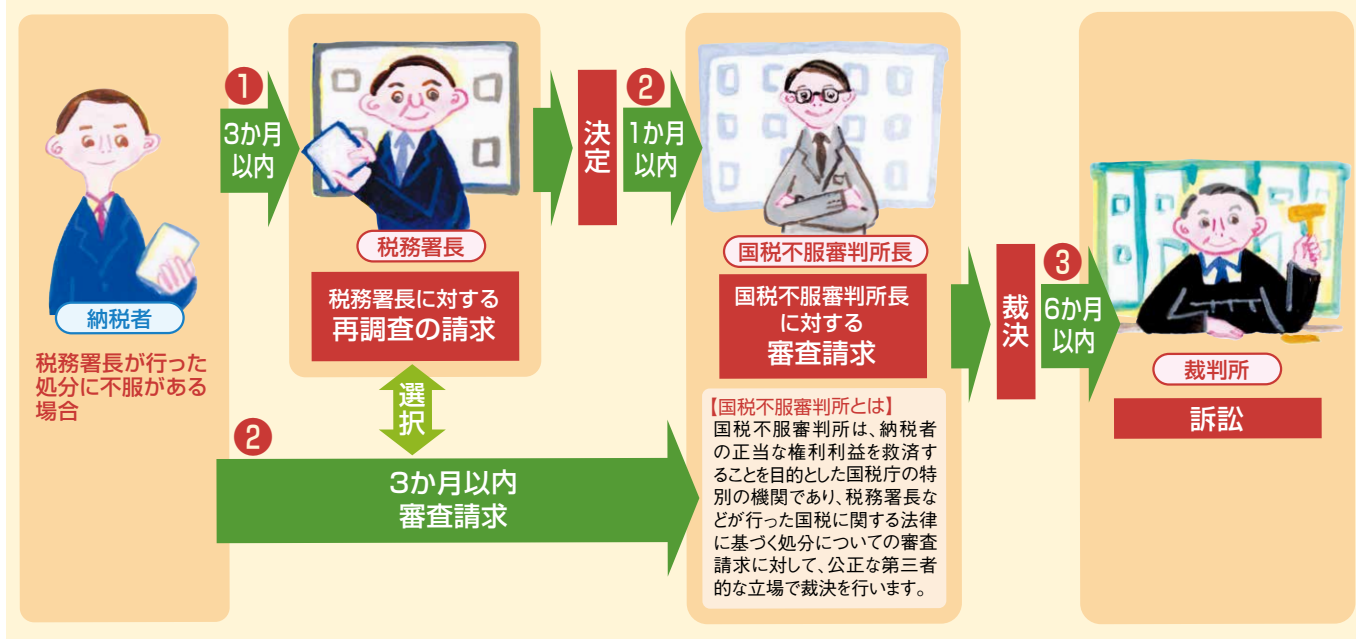 ❶
3か月
以内
税務署長
税務署長に対する
再調査の請求
決定
❷
1か月
以内
国税不服審判所長
国税不服審判所長
に対する
審査請求
裁決
❸
6か月
以内
裁判所
訴訟
納税者
税務署長が行った
処分に不服がある
場合
選択
❷
3か月以内
審査請求
【国税不服審判所とは】
国税不服審判所は、納税者
の正当な権利利益を救済す
ることを目的とした国税庁の特
別の機関であり、税務署長な
どが行った国税に関する法律
に基づく処分についての審査
請求に対して、公正な第三者
的な立場で裁決を行います。